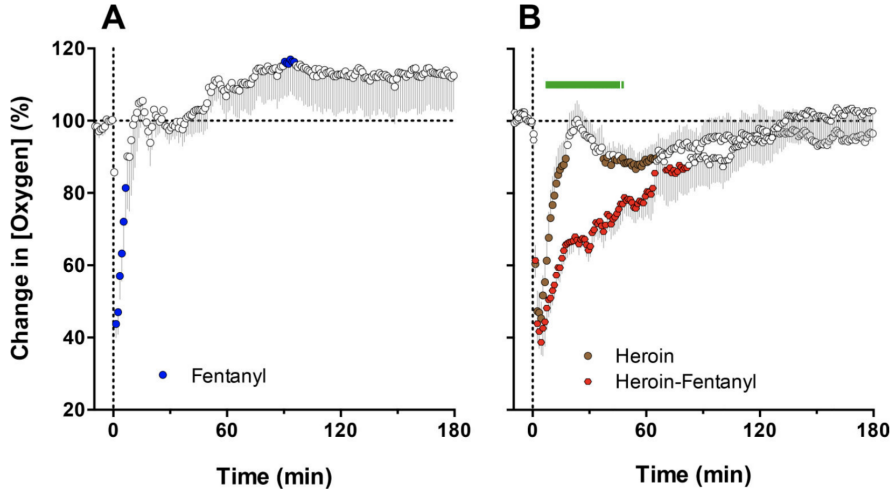 A
B
Change in [Oxygen] (%)
120
100
80
60
40
20
Fentanyl
Heroin
Heroin-Fentanyl
0 60 120 180
0 60 120 180
Time (min)
Time (min)